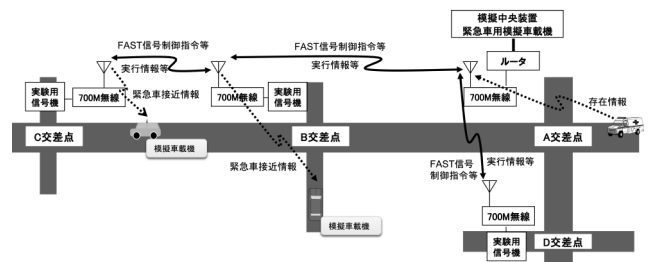 模擬中央装置
緊急車用模擬車載機
ルータ
FAST信号制御指令等
実行情報等
FAST信号制御指令等
実行情報等
実験用
信号機
700M無線
緊急車接近情報
700M無線
実験用
信号機
700M無線
存在情報
C交差点
模擬車載機
B交差点
A交差点
緊急車接近情報
模擬車載機
FAST信号
制御指令等
実行情報等
700M無線
実験用
信号機
D交差点